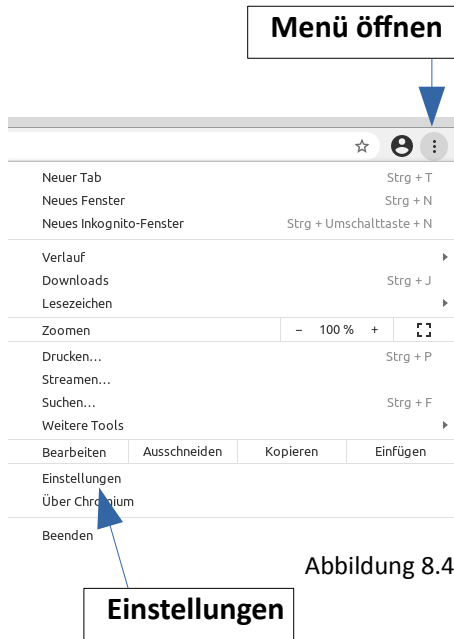 Menü öffnen
Neuer Tab Strg + T
Neues Fenster Strg + N
Neues Inkognito-Fenster Strg + Umschalttaste + N
Verlauf
Downloads Strg + J
Lesezeichen
Zoomen − 100 % +
Drucken… Strg + P
Streamen…
Suchen… Strg + F
Weitere Tools
Bearbeiten Ausschneiden Kopieren Einfügen
Einstellungen
Über Chromium
Beenden
Abbildung 8.4
Einstellungen